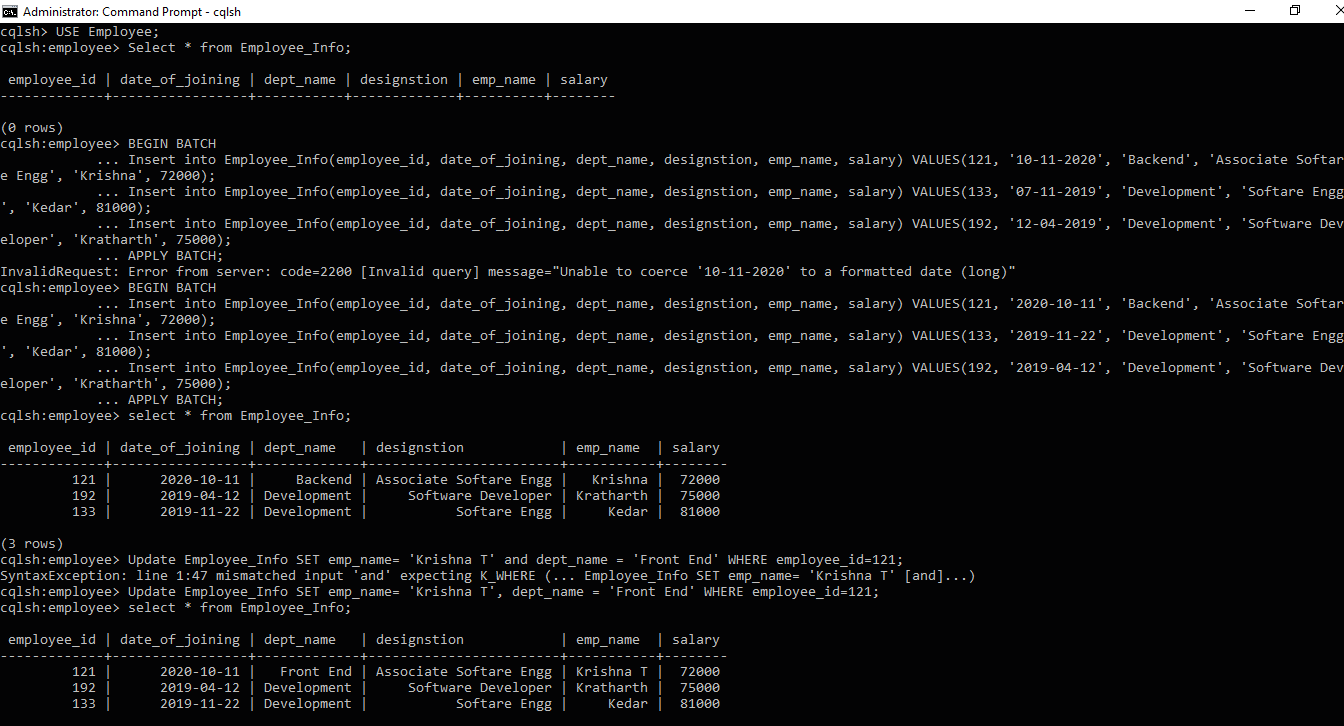 Administrator: Command Prompt - cqlsh
cqlsh> USE Employee;
cqlsh:employee> Select * from Employee_Info;
employee_id | date_of_joining | dept_name | designstion | emp_name | salary
-------------+-----------------+-----------+-------------+----------+--------
(0 rows)
cqlsh:employee> BEGIN BATCH
... Insert into Employee_Info(employee_id, date_of_joining, dept_name, designstion, emp_name, salary) VALUES(121, '10-11-2020', 'Backend', 'Associate Softar
e Engg', 'Krishna', 72000);
... Insert into Employee_Info(employee_id, date_of_joining, dept_name, designstion, emp_name, salary) VALUES(133, '07-11-2019', 'Development', 'Softare Engg
', 'Kedar', 81000);
... Insert into Employee_Info(employee_id, date_of_joining, dept_name, designstion, emp_name, salary) VALUES(192, '12-04-2019', 'Development', 'Software Dev
eloper', 'Kratharth', 75000);
... APPLY BATCH;
InvalidRequest: Error from server: code=2200 [Invalid query] message="Unable to coerce '10-11-2020' to a formatted date (long)"
cqlsh:employee> BEGIN BATCH
... Insert into Employee_Info(employee_id, date_of_joining, dept_name, designstion, emp_name, salary) VALUES(121, '2020-10-11', 'Backend', 'Associate Softar
e Engg', 'Krishna', 72000);
... Insert into Employee_Info(employee_id, date_of_joining, dept_name, designstion, emp_name, salary) VALUES(133, '2019-11-22', 'Development', 'Softare Engg
', 'Kedar', 81000);
... Insert into Employee_Info(employee_id, date_of_joining, dept_name, designstion, emp_name, salary) VALUES(192, '2019-04-12', 'Development', 'Software Dev
eloper', 'Kratharth', 75000);
... APPLY BATCH;
cqlsh:employee> select * from Employee_Info;
employee_id | date_of_joining | dept_name   | designstion            | emp_name  | salary
-------------+-----------------+-------------+------------------------+-----------+--------
121 |      2020-10-11 |     Backend | Associate Softare Engg |   Krishna |  72000
192 |      2019-04-12 | Development |     Software Developer | Kratharth |  75000
133 |      2019-11-22 | Development |           Softare Engg |     Kedar |  81000
(3 rows)
cqlsh:employee> Update Employee_Info SET emp_name= 'Krishna T' and dept_name = 'Front End' WHERE employee_id=121;
SyntaxException: line 1:47 mismatched input 'and' expecting K_WHERE (... Employee_Info SET emp_name= 'Krishna T' [and]...)
cqlsh:employee> Update Employee_Info SET emp_name= 'Krishna T', dept_name = 'Front End' WHERE employee_id=121;
cqlsh:employee> select * from Employee_Info;
employee_id | date_of_joining | dept_name   | designstion            | emp_name  | salary
-------------+-----------------+-------------+------------------------+-----------+--------
121 |      2020-10-11 |   Front End | Associate Softare Engg | Krishna T |  72000
192 |      2019-04-12 | Development |     Software Developer | Kratharth |  75000
133 |      2019-11-22 | Development |           Softare Engg |     Kedar |  81000